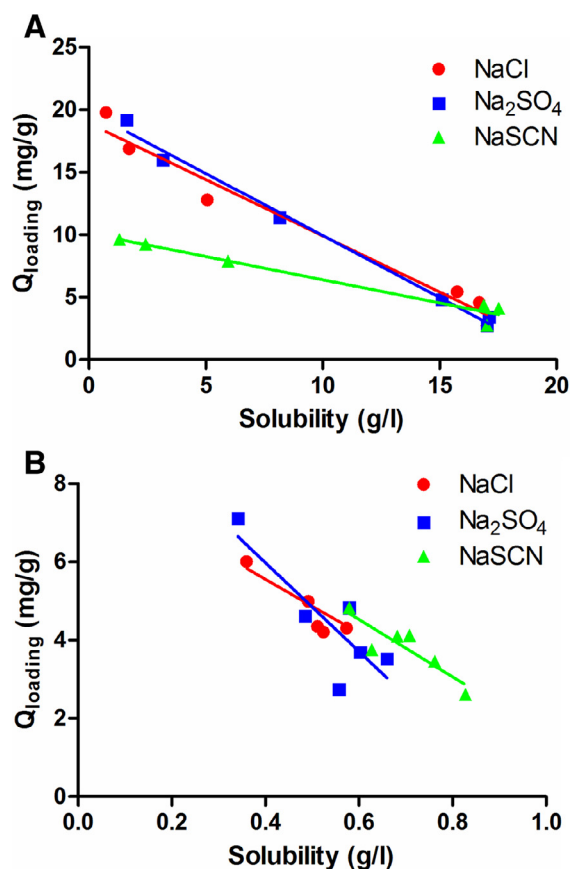 A
25
20
15
10
5
0
Q loading (mg/g)
NaCl
Na₂SO₄
NaSCN
0 5 10 15 20
Solubility (g/l)
B
8
6
4
2
0
Q loading (mg/g)
NaCl
Na₂SO₄
NaSCN
0.0 0.2 0.4 0.6 0.8 1.0
Solubility (g/l)